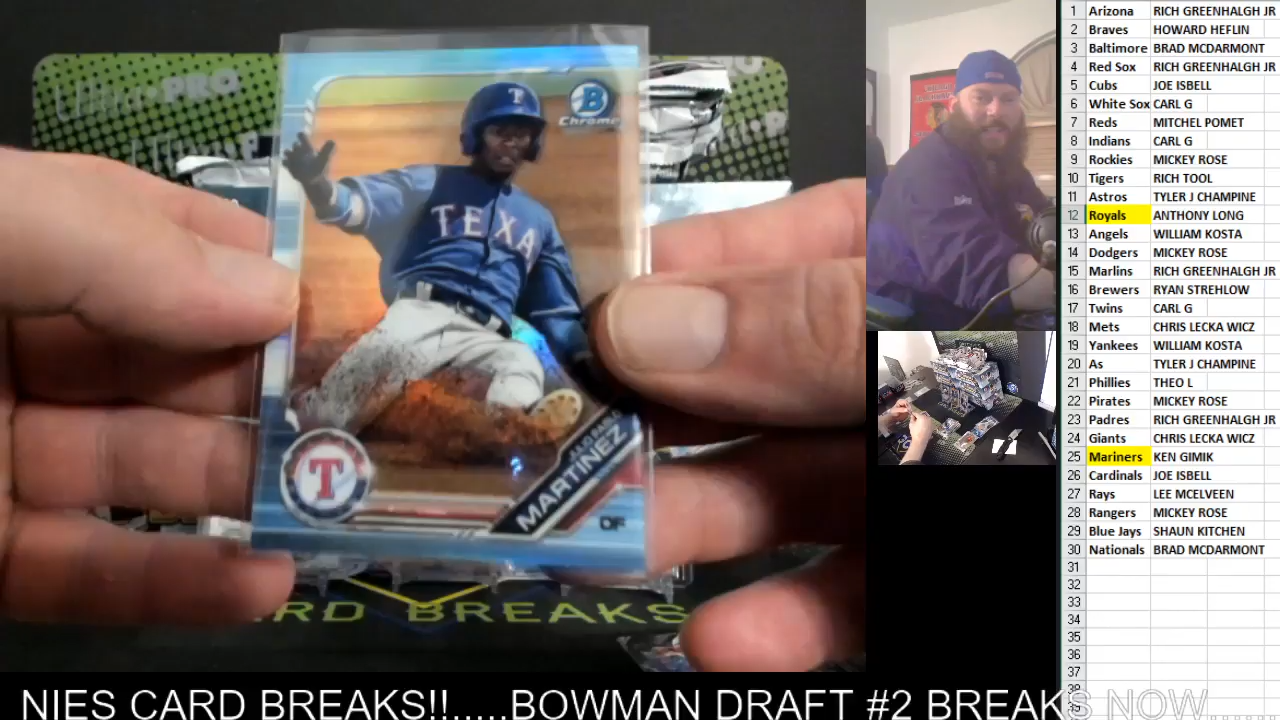 PRO
T
B
Chrome
TEXA
MARTINEZ
OF
T
RD BREAKS
1 Arizona RICH GREENHALGH JR
2 Braves HOWARD HEFLIN
3 Baltimore BRAD MCDARMONT
4 Red Sox RICH GREENHALGH JR
5 Cubs JOE ISBELL
6 White Sox CARL G
7 Reds MITCHEL POMET
8 Indians CARL G
9 Rockies MICKEY ROSE
10 Tigers RICH TOOL
11 Astros TYLER J CHAMPINE
12 Royals ANTHONY LONG
13 Angels WILLIAM KOSTA
14 Dodgers MICKEY ROSE
15 Marlins RICH GREENHALGH JR
16 Brewers RYAN STREHLOW
17 Twins CARL G
18 Mets CHRIS LECKA WICZ
19 Yankees WILLIAM KOSTA
20 As TYLER J CHAMPINE
21 Phillies THEO L
22 Pirates MICKEY ROSE
23 Padres RICH GREENHALGH JR
24 Giants CHRIS LECKA WICZ
25 Mariners KEN GIMIK
26 Cardinals JOE ISBELL
27 Rays LEE MCELVEEN
28 Rangers MICKEY ROSE
29 Blue Jays SHAUN KITCHEN
30 Nationals BRAD MCDARMONT
31
32
33
34
35
36
37
38
NIES CARD BREAKS!!.....BOWMAN DRAFT #2 BREAKS NOW.......